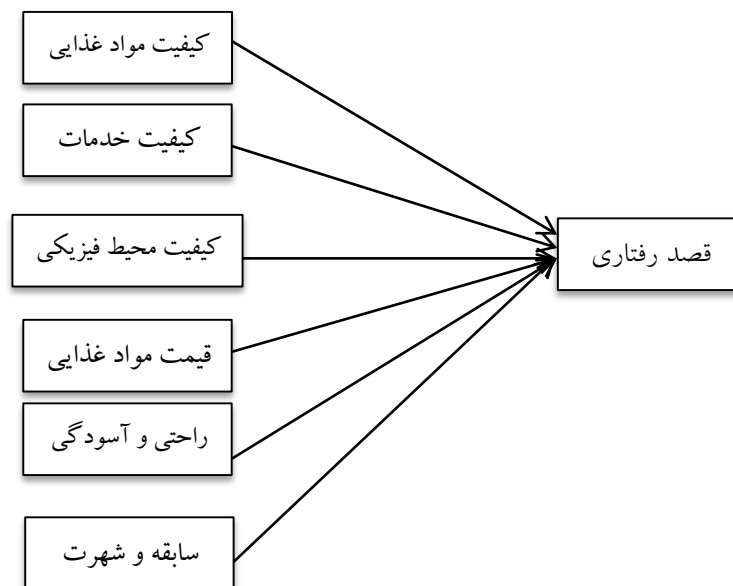 کیفیت مواد غذایی
کیفیت خدمات
کیفیت محیط فیزیکی
قصد رفتاری
قیمت مواد غذایی
راحتی و آسودگی
سابقه و شهرت